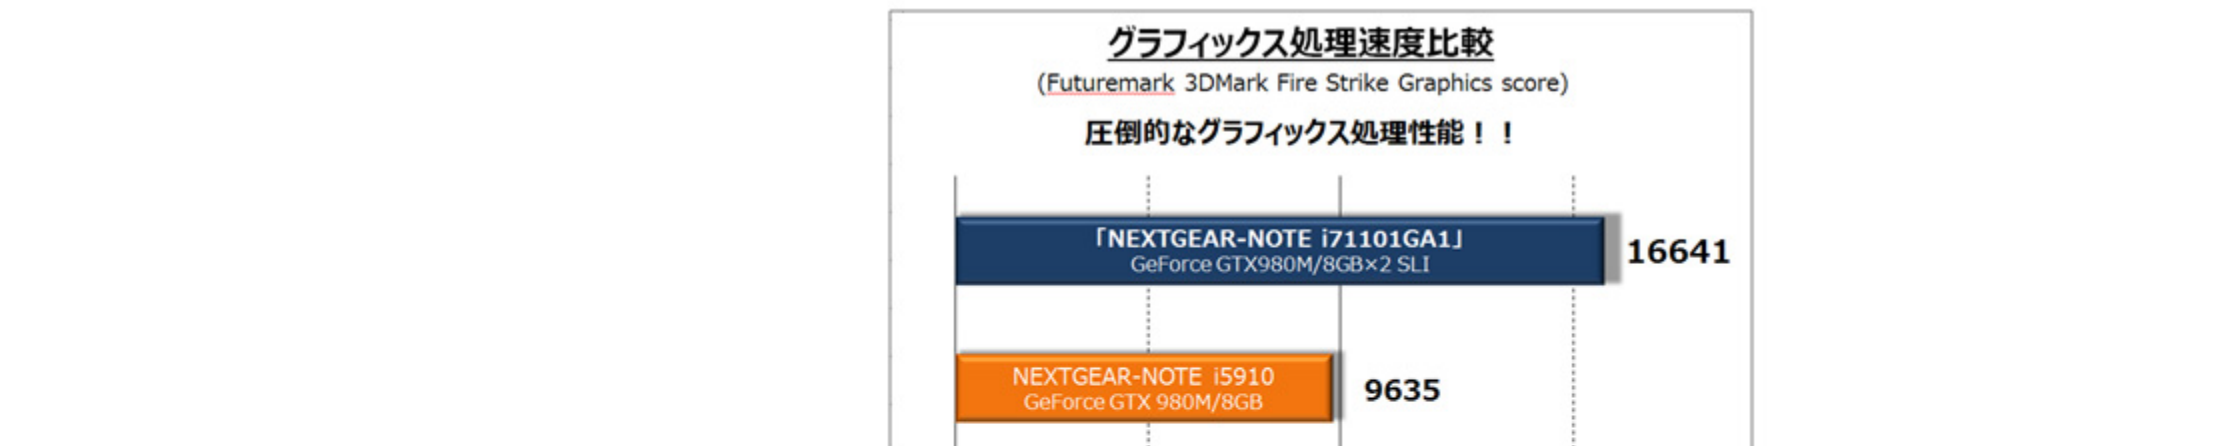 グラフィックス処理速度比較
(Futuremark 3DMark Fire Strike Graphics score)
圧倒的なグラフィックス処理性能！！
「NEXTGEAR-NOTE i71101GA1」
GeForce GTX980M/8GB×2 SLI
16641
NEXTGEAR-NOTE i5910
GeForce GTX 980M/8GB
9635